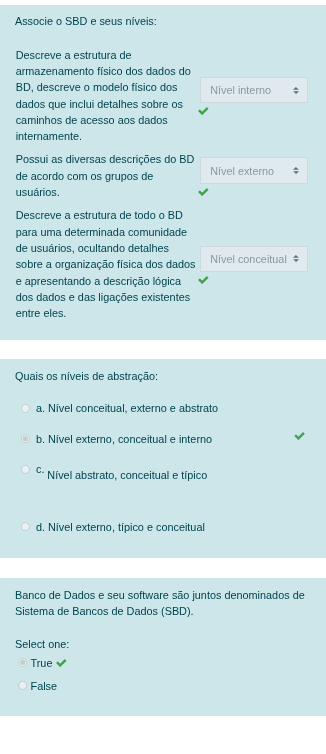 Associe o SBD e seus níveis:
Descreve a estrutura de
armazenamento físico dos dados do
BD, descreve o modelo físico dos
dados que inclui detalhes sobre os
caminhos de acesso aos dados
internamente.
Nível interno
Possui as diversas descrições do BD
de acordo com os grupos de
usuários.
Nível externo
Descreve a estrutura de todo o BD
para uma determinada comunidade
de usuários, ocultando detalhes
sobre a organização física dos dados
e apresentando a descrição lógica
dos dados e das ligações existentes
entre eles.
Nível conceitual
Quais os níveis de abstração:
a. Nível conceitual, externo e abstrato
b. Nível externo, conceitual e interno
c. Nível abstrato, conceitual e típico
d. Nível externo, típico e conceitual
Banco de Dados e seu software são juntos denominados de
Sistema de Bancos de Dados (SBD).
Select one:
True
False